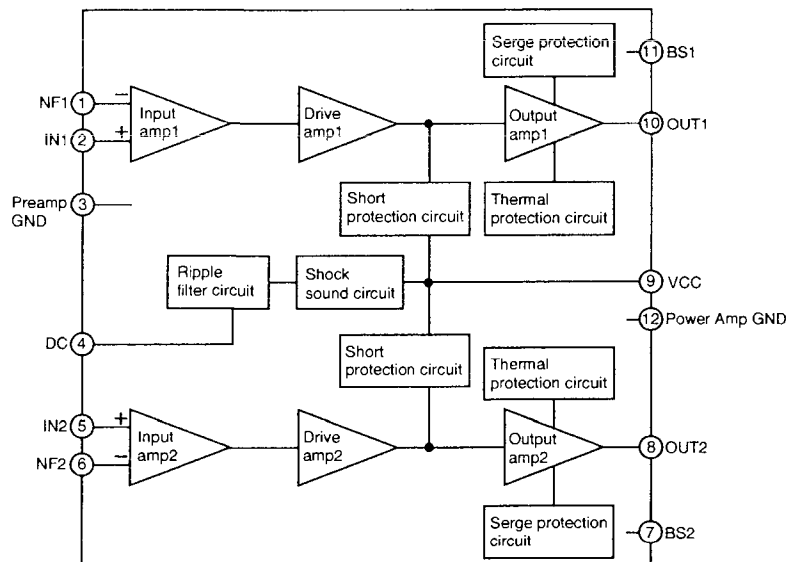 Serge protection
circuit
11 BS1
NF1 1 −
Input
amp1
Drive
amp1
Output
amp1
10 OUT1
IN1 2 +
Preamp 3
GND
Short
protection circuit
Thermal
protection circuit
Ripple
filter circuit
Shock
sound circuit
9 VCC
12 Power Amp GND
DC 4
Short
protection circuit
Thermal
protection circuit
IN2 5 +
Input
amp2
Drive
amp2
Output
amp2
8 OUT2
NF2 6 −
Serge protection
circuit
7 BS2